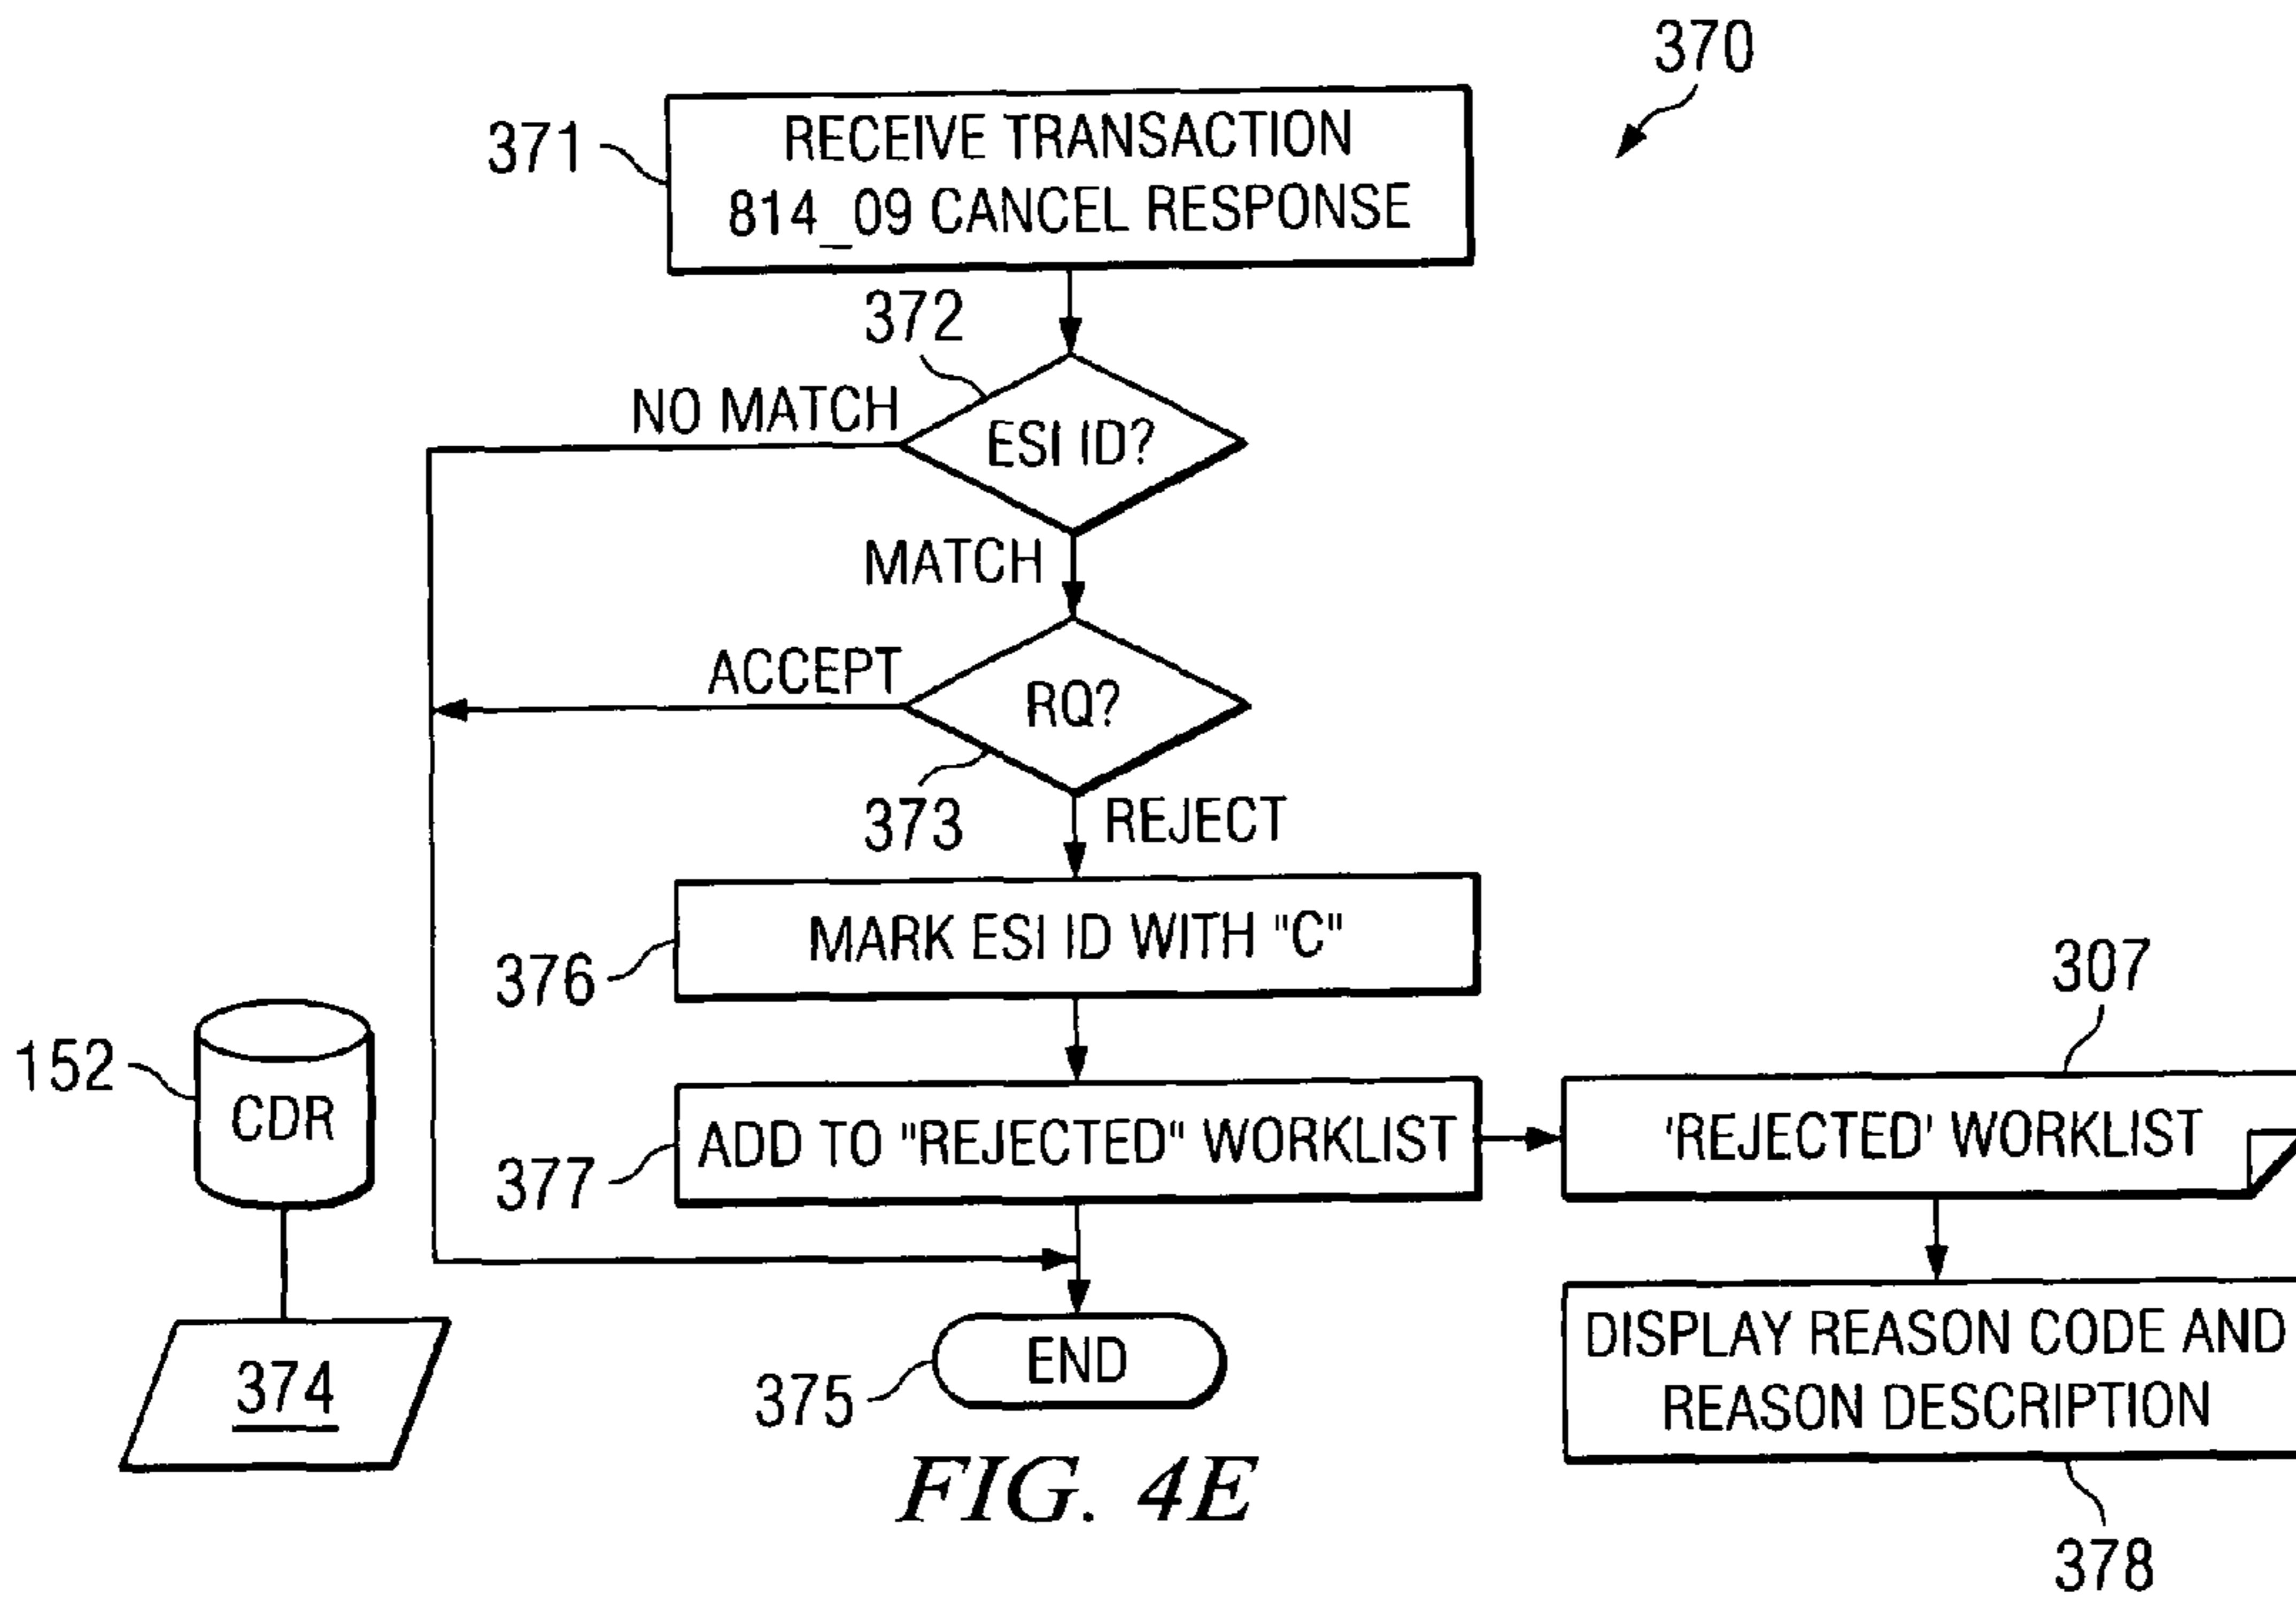 370
371
RECEIVE TRANSACTION
814_09 CANCEL RESPONSE
372
NO MATCH
ESI ID?
MATCH
ACCEPT
RQ?
373
REJECT
MARK ESI ID WITH "C"
376
307
152
CDR
ADD TO "REJECTED" WORKLIST
'REJECTED' WORKLIST
377
374
END
375
DISPLAY REASON CODE AND
REASON DESCRIPTION
378
FIG. 4E